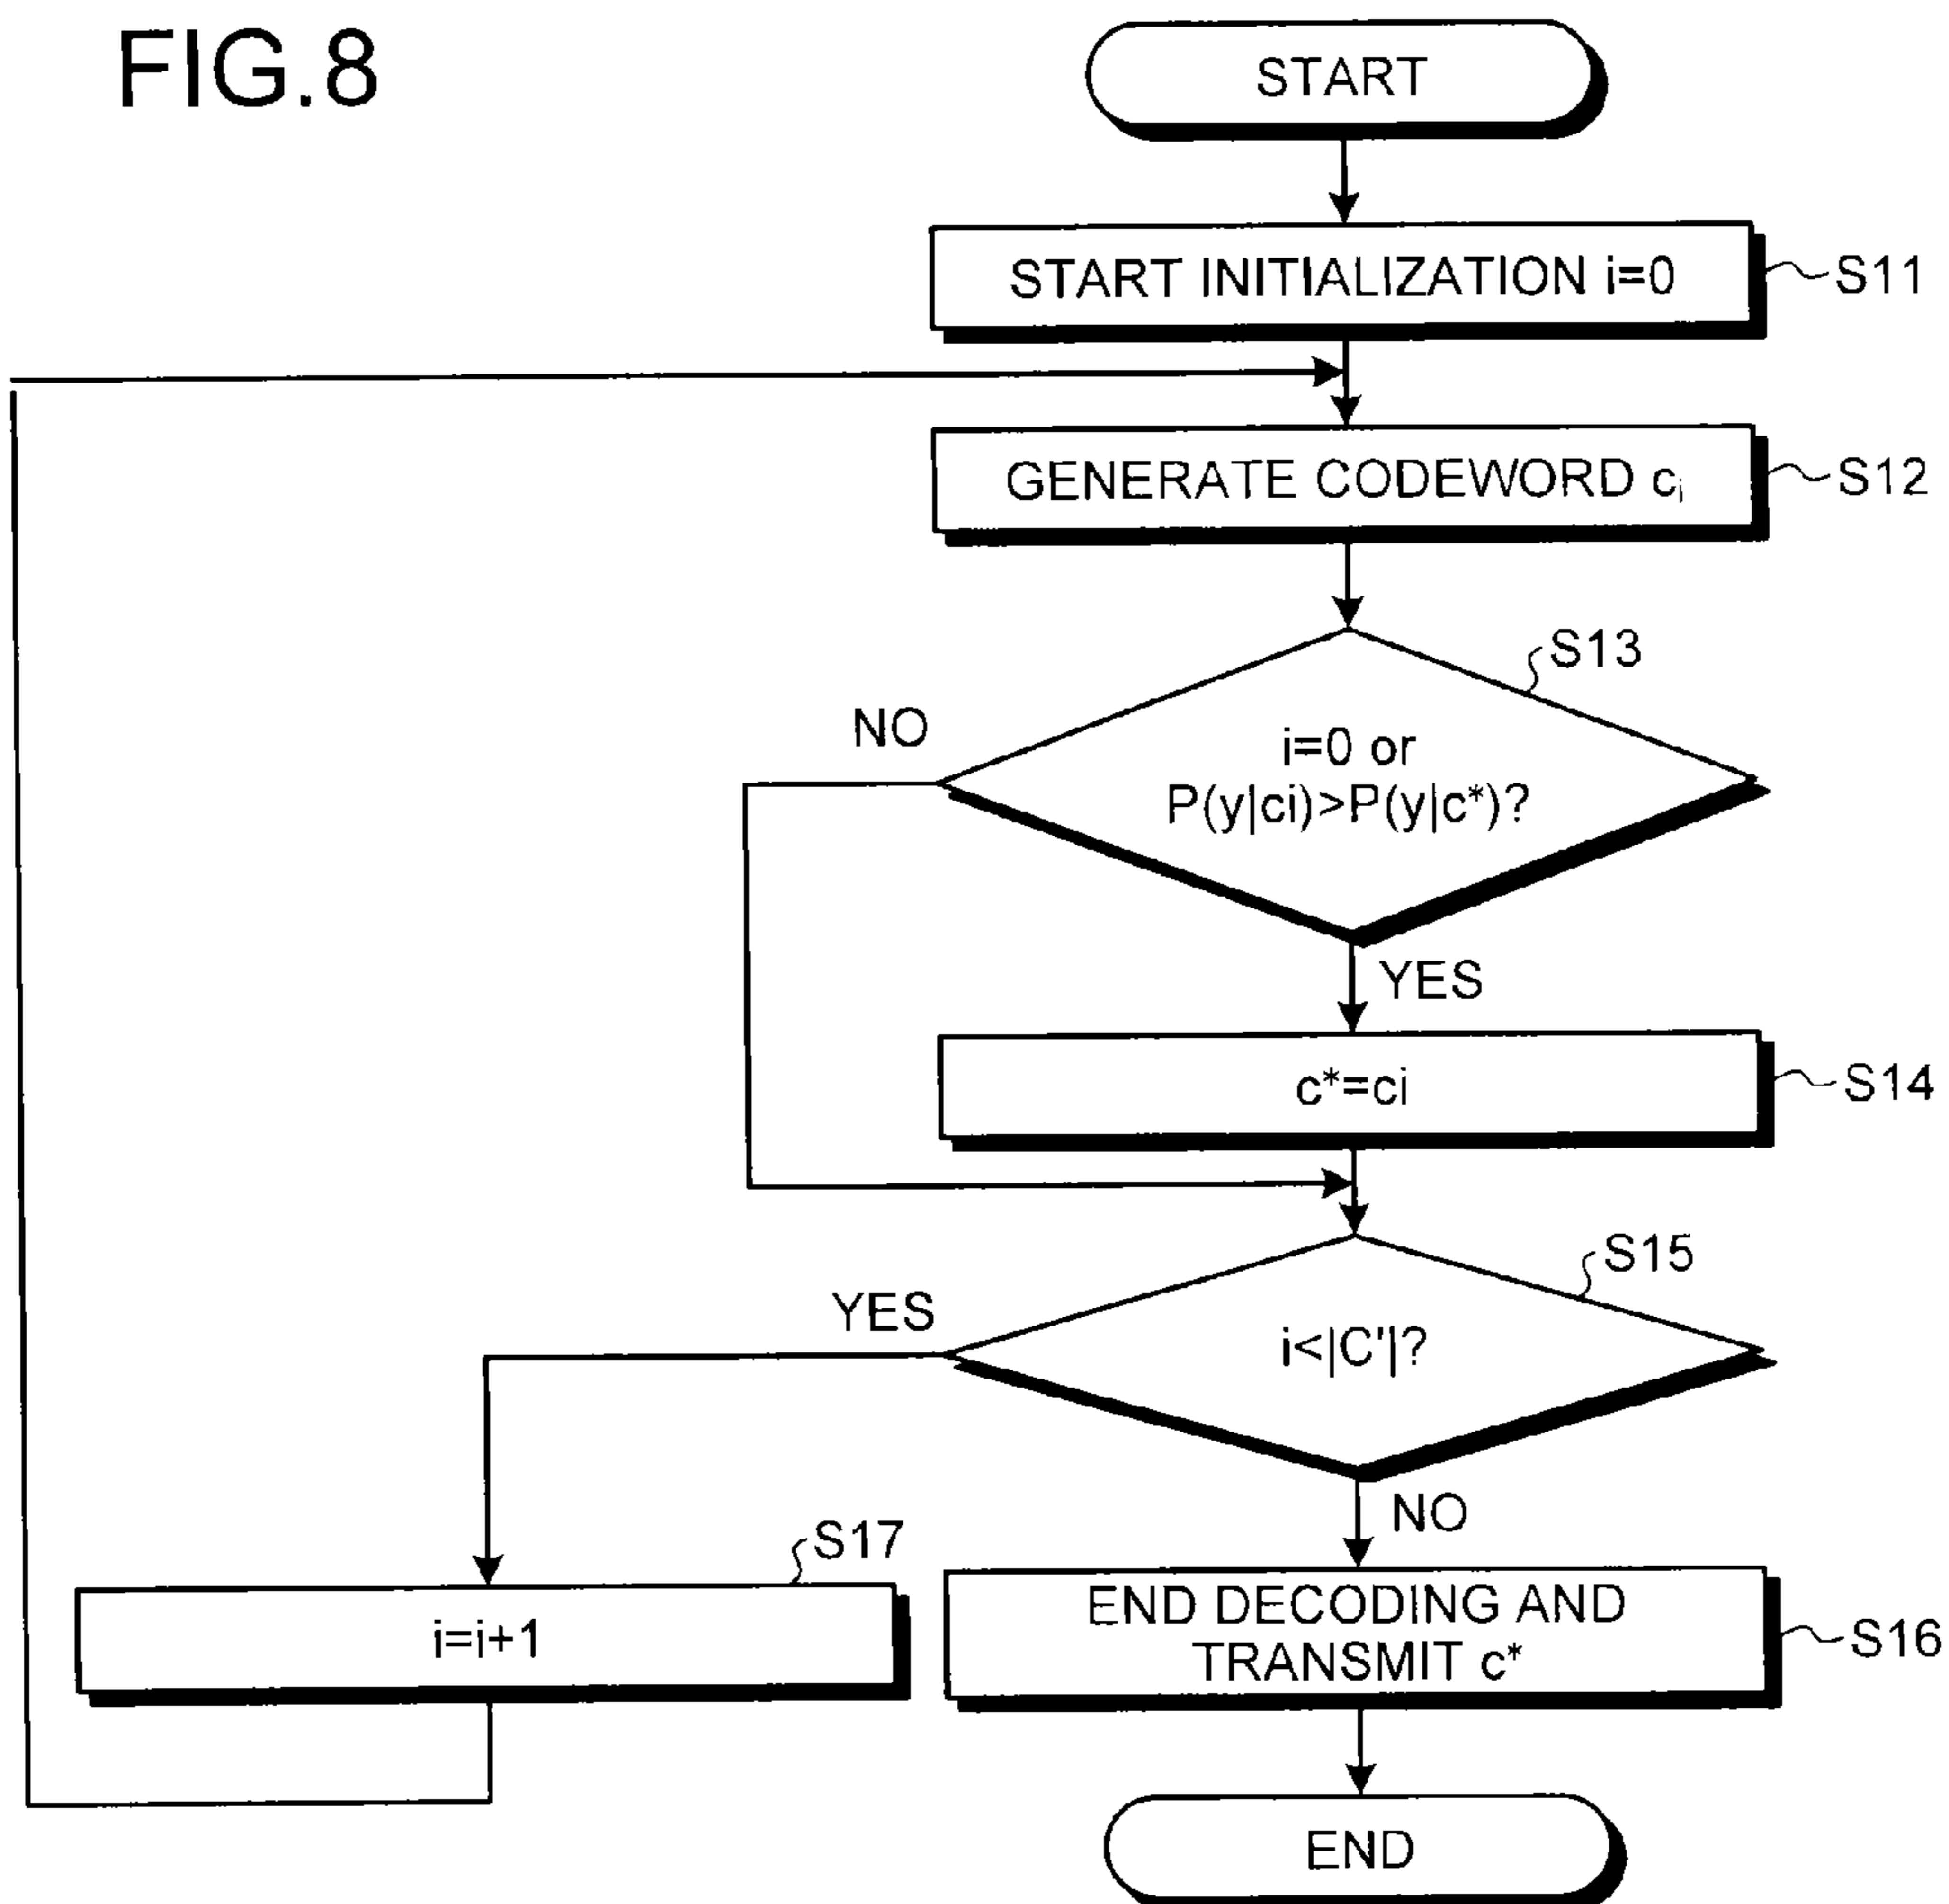 FIG.8
START
START INITIALIZATION i=0
S11
GENERATE CODEWORD ci
S12
S13
NO
i=0 or
P(y|ci)>P(y|c*)?
YES
c*=ci
S14
S15
YES
i<|C'|?
NO
S17
i=i+1
END DECODING AND
TRANSMIT c*
S16
END